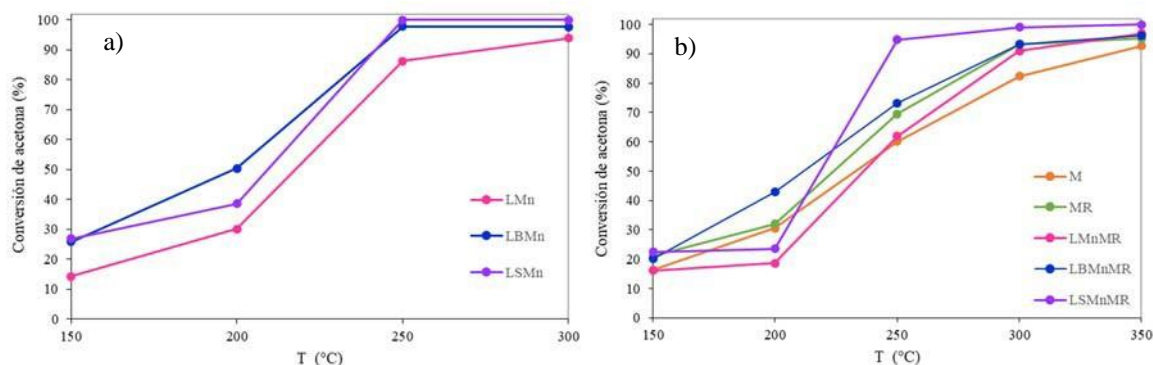 a)
Conversión de acetona (%)
100
90
80
70
60
50
40
30
20
10
0
150
200
250
300
T (°C)
LMn
LBMn
LSMn
b)
Conversión de acetona (%)
100
90
80
70
60
50
40
30
20
10
0
150
200
250
300
350
T (°C)
M
MR
LMnMR
LBMnMR
LSMnMR